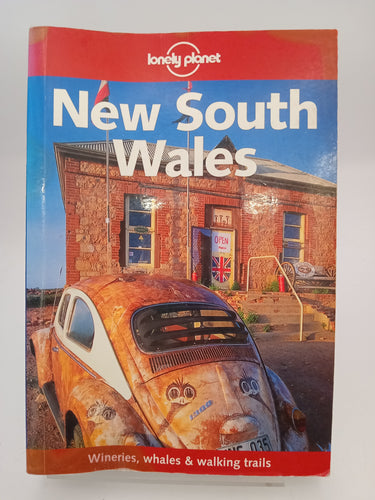 lonely planet
New South
Wales
OPEN
Wineries, whales & walking trails